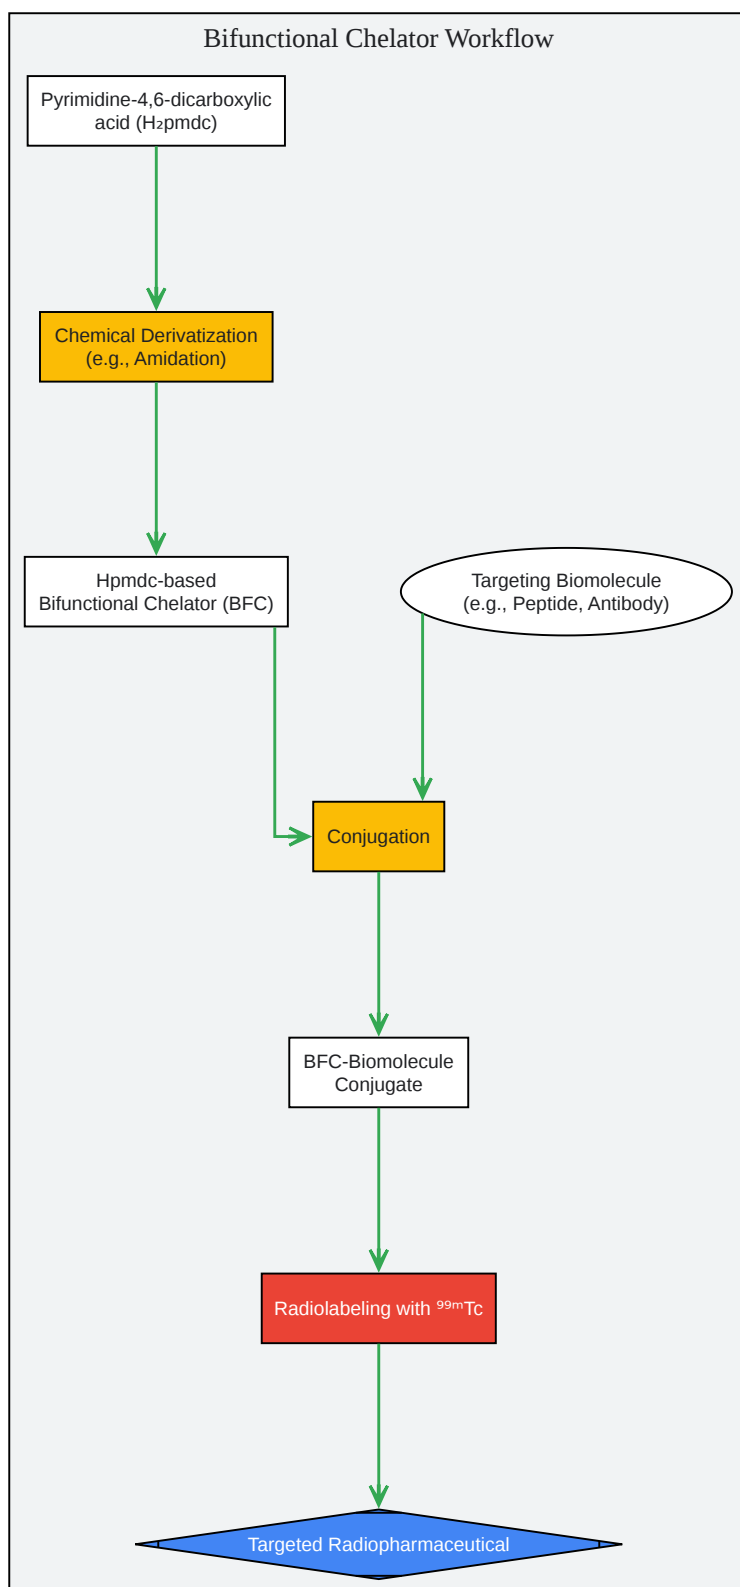 Bifunctional Chelator Workflow
Pyrimidine-4,6-dicarboxylic
acid (H₂pmdc)
Chemical Derivatization
(e.g., Amidation)
Hpmdc-based
Bifunctional Chelator (BFC)
Targeting Biomolecule
(e.g., Peptide, Antibody)
Conjugation
BFC-Biomolecule
Conjugate
Radiolabeling with ⁹⁹ᵐTc
Targeted Radiopharmaceutical